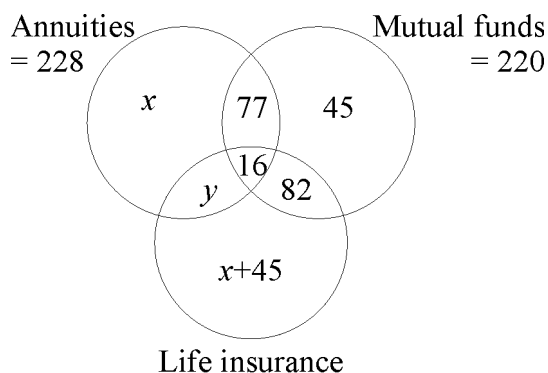 Annuities
= 228
Mutual funds
= 220
x
77
45
16
y
82
x+45
Life insurance